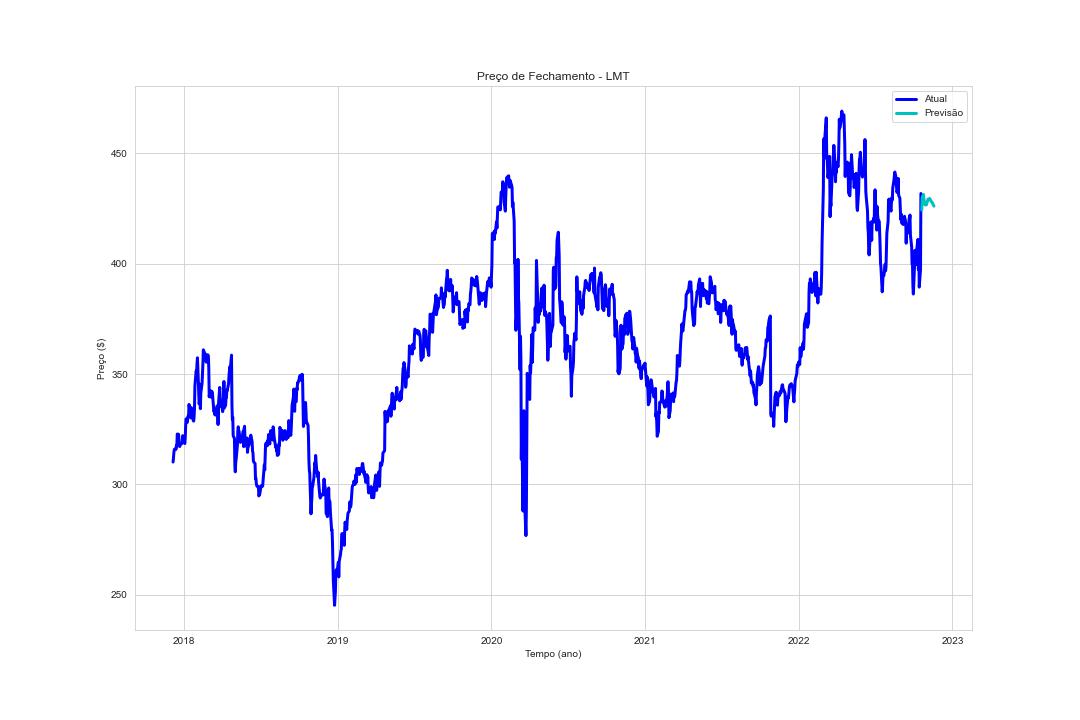 Preço de Fechamento - LMT
Atual
Previsão
450
400
350
300
250
Preço ($)
2018 2019 2020 2021 2022 2023
Tempo (ano)